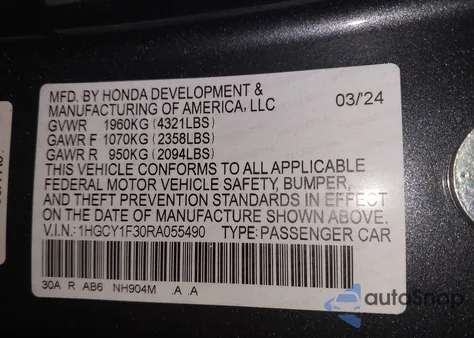 MFD. BY HONDA DEVELOPMENT &
MANUFACTURING OF AMERICA, LLC 03/'24
GVWR 1960KG (4321LBS)
GAWR F 1070KG (2358LBS)
GAWR R 950KG (2094LBS)
THIS VEHICLE CONFORMS TO ALL APPLICABLE
FEDERAL MOTOR VEHICLE SAFETY, BUMPER,
AND THEFT PREVENTION STANDARDS IN EFFECT
ON THE DATE OF MANUFACTURE SHOWN ABOVE.
V.I.N.: 1HGCY1F30RA055490 TYPE: PASSENGER CAR
30A R AB6 NH904M .A .A
autoSnap